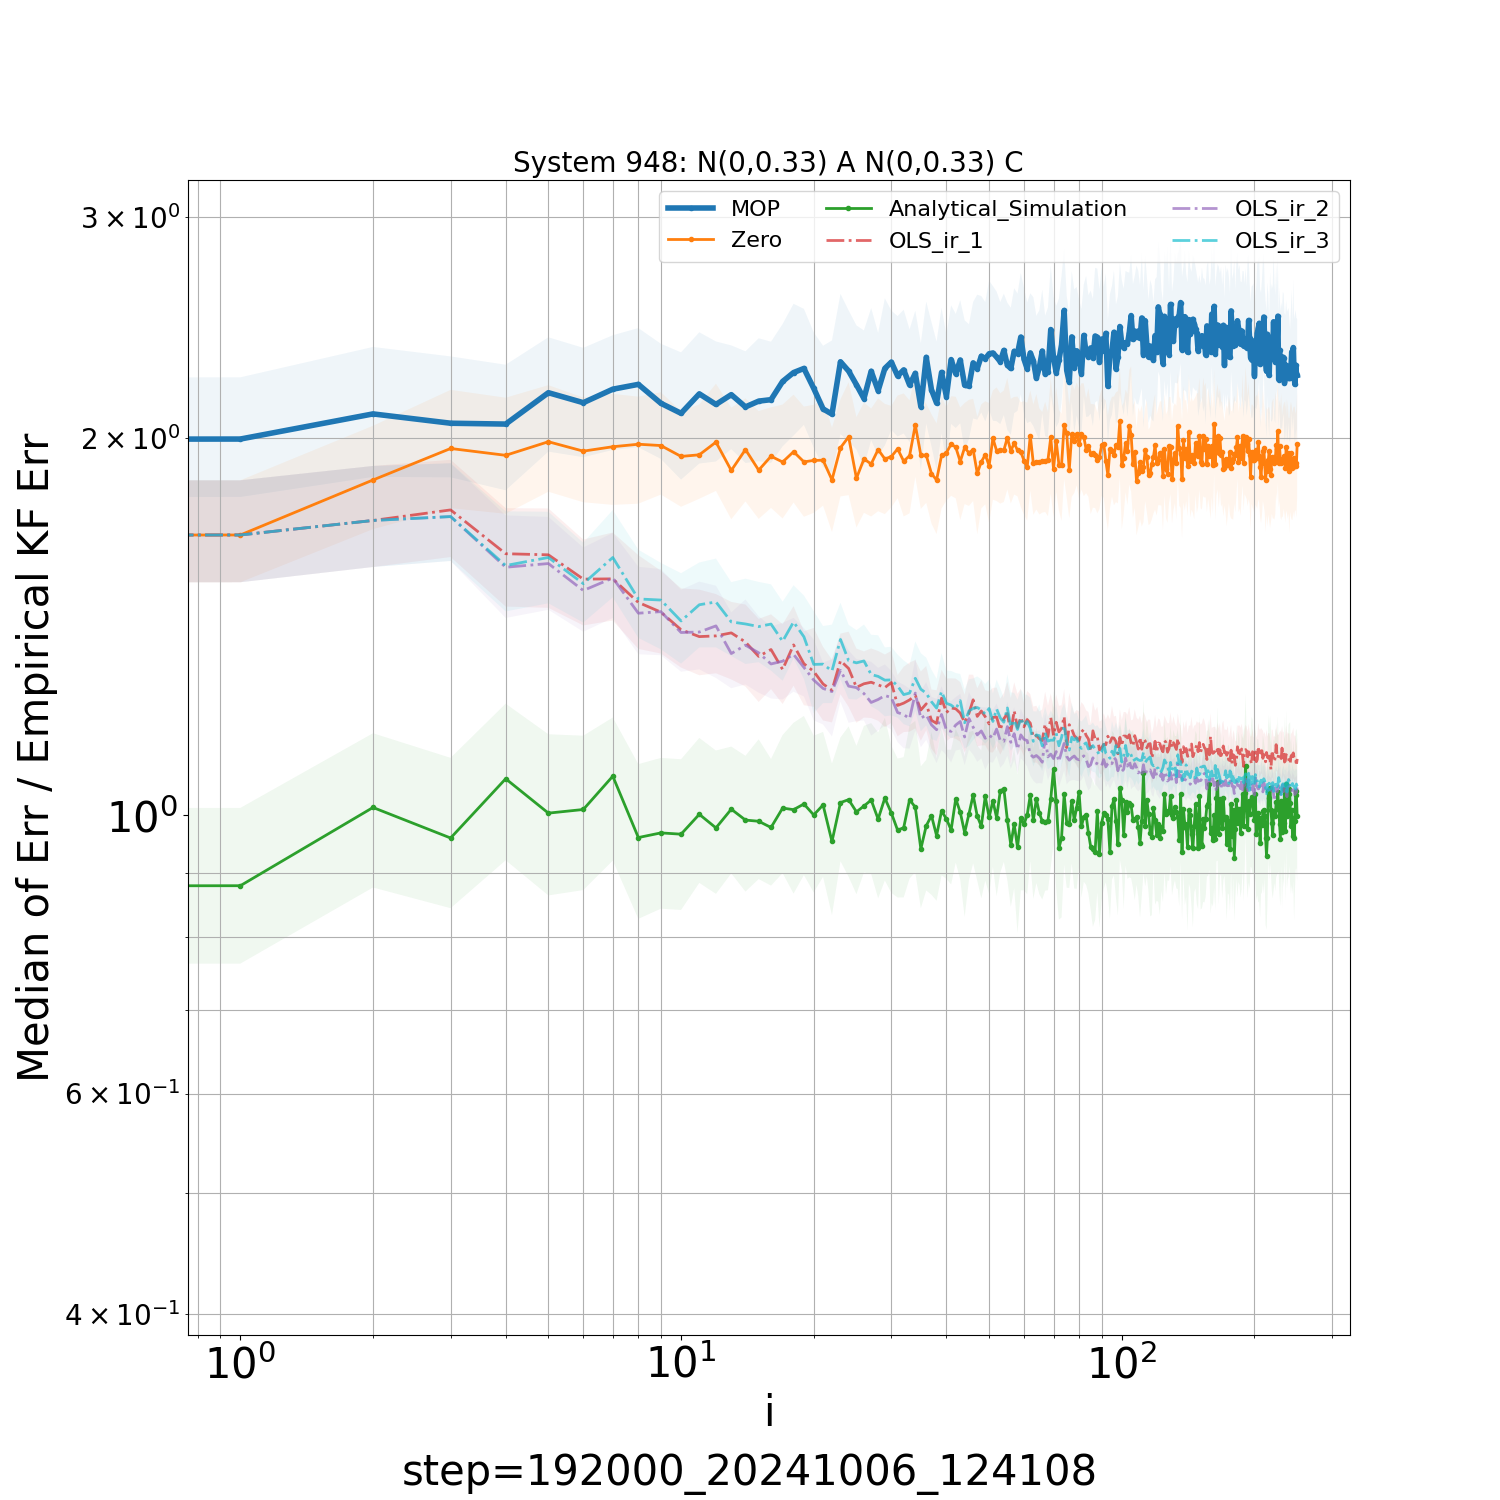 System 948: N(0,0.33) A N(0,0.33) C
MOP
Zero
Analytical_Simulation
OLS_ir_1
OLS_ir_2
OLS_ir_3
3 × 10⁰
2 × 10⁰
10⁰
6 × 10⁻¹
4 × 10⁻¹
Median of Err / Empirical KF Err
10⁰ 10¹ 10²
i
step=192000_20241006_124108